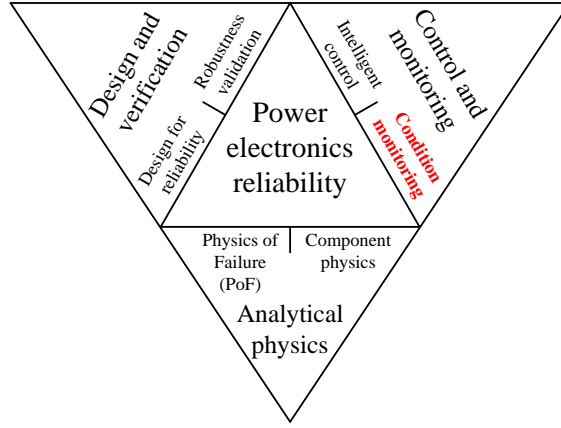 Design and
verification
Robustness
validation
Design for
reliability
Intelligent
control
Control and
monitoring
Condition
monitoring
Power
electronics
reliability
Physics of
Failure
(PoF)
Component
physics
Analytical
physics